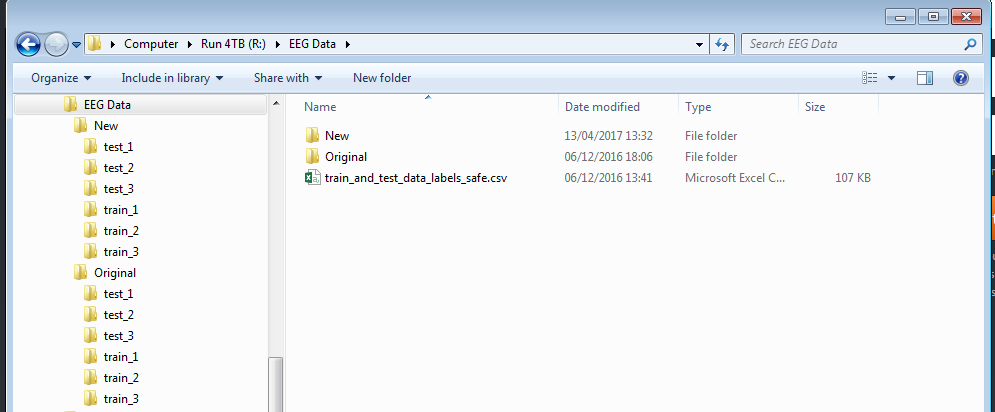 Computer Run 4TB (R:) EEG Data Search EEG Data
Organize Include in library Share with New folder
EEG Data
New
test_1
test_2
test_3
train_1
train_2
train_3
Original
test_1
test_2
test_3
train_1
train_2
train_3
Name Date modified Type Size
New 13/04/2017 13:32 File folder
Original 06/12/2016 18:06 File folder
train_and_test_data_labels_safe.csv 06/12/2016 13:41 Microsoft Excel C... 107 KB